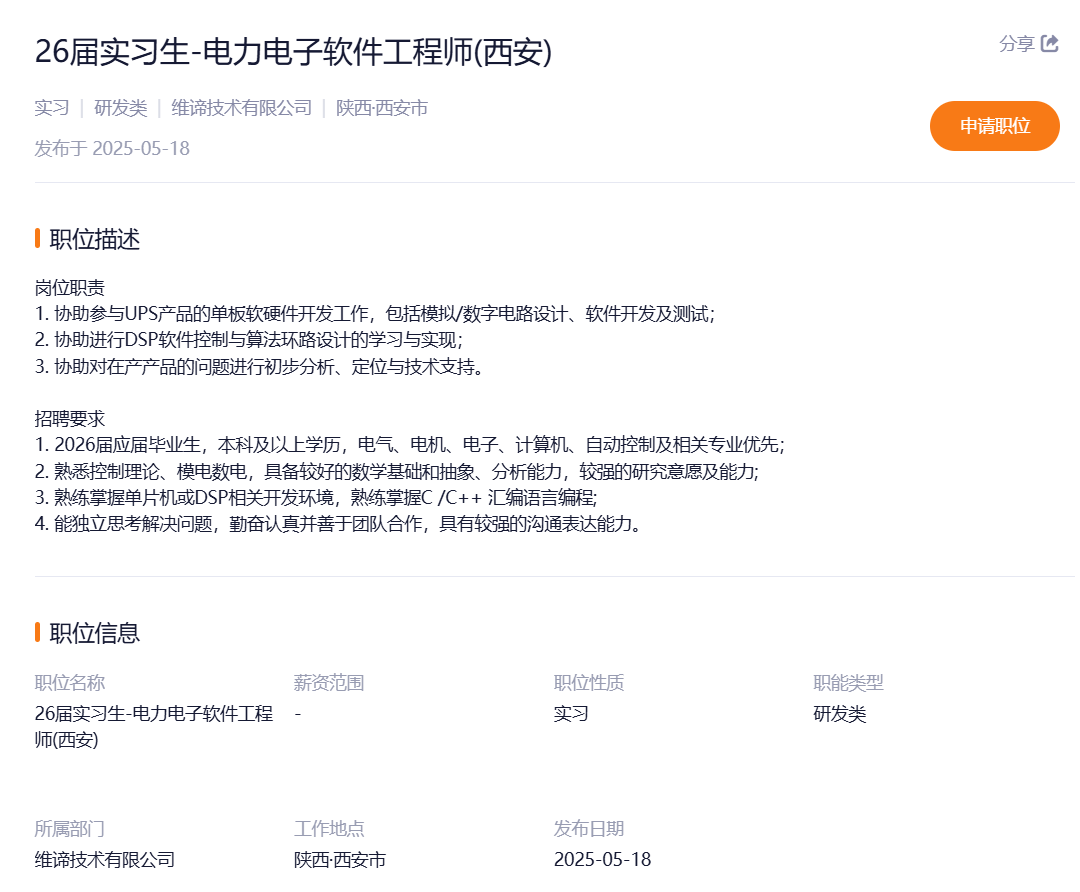 26届实习生-电力电子软件工程师(西安)
分享
实习 | 研发类 | 维谛技术有限公司 | 陕西·西安市
申请职位
发布于 2025-05-18
职位描述
岗位职责
1. 协助参与UPS产品的单板软硬件开发工作，包括模拟/数字电路设计、软件开发及测试；
2. 协助进行DSP软件控制与算法环路设计的学习与实现；
3. 协助对在产产品的问题进行初步分析、定位与技术支持。
招聘要求
1. 2026届应届毕业生，本科及以上学历，电气、电机、电子、计算机、自动控制及相关专业优先；
2. 熟悉控制理论、模电数电，具备较好的数学基础和抽象、分析能力，较强的研究意愿及能力;
3. 熟练掌握单片机或DSP相关开发环境，熟练掌握C /C++ 汇编语言编程;
4. 能独立思考解决问题，勤奋认真并善于团队合作，具有较强的沟通表达能力。
职位信息
职位名称 薪资范围 职位性质 职能类型
26届实习生-电力电子软件工程 - 实习 研发类
师(西安)
所属部门 工作地点 发布日期
维谛技术有限公司 陕西·西安市 2025-05-18